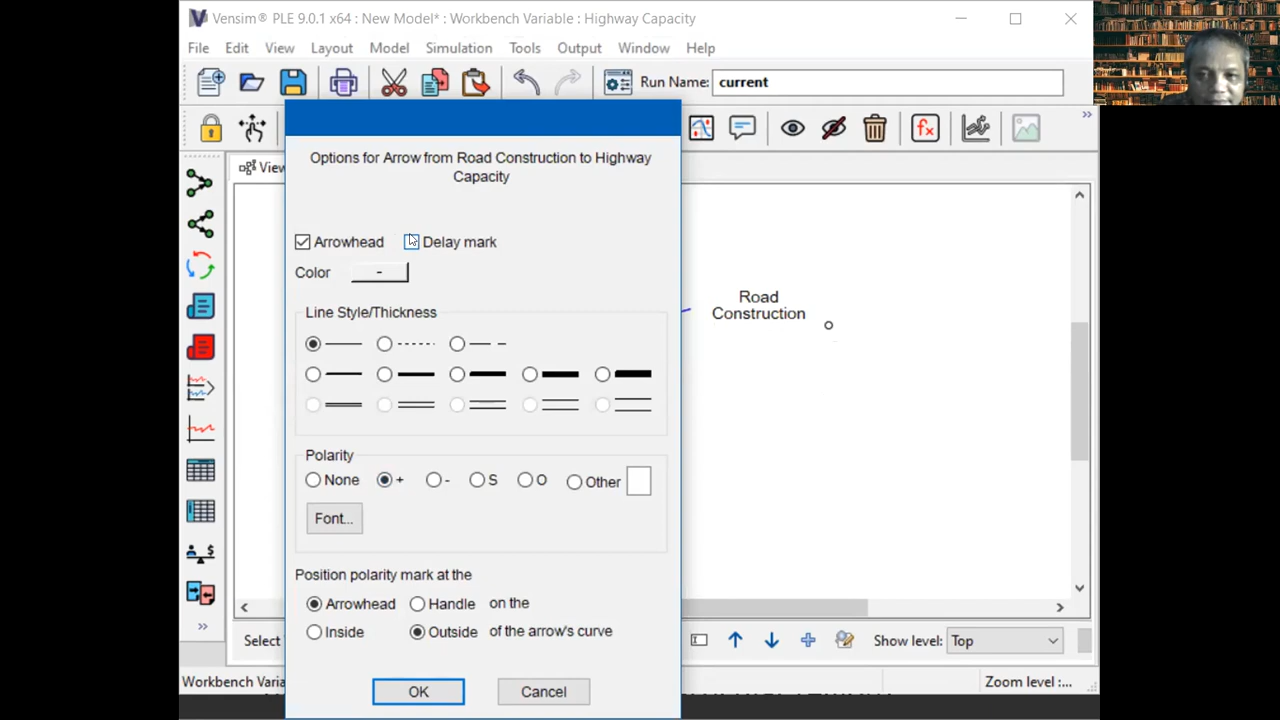 Vensim® PLE 9.0.1 x64 : New Model* : Workbench Variable : Highway Capacity
File Edit View Layout Model Simulation Tools Output Window Help
Run Name: current
fx
View
Options for Arrow from Road Construction to Highway
Capacity
Arrowhead Delay mark
Color -
Line Style/Thickness
Polarity
None + - S O Other
Font...
Position polarity mark at the
Arrowhead Handle on the
Inside Outside of the arrow's curve
OK Cancel
Road
Construction
Select
Show level: Top
Workbench Varia
Zoom level :...